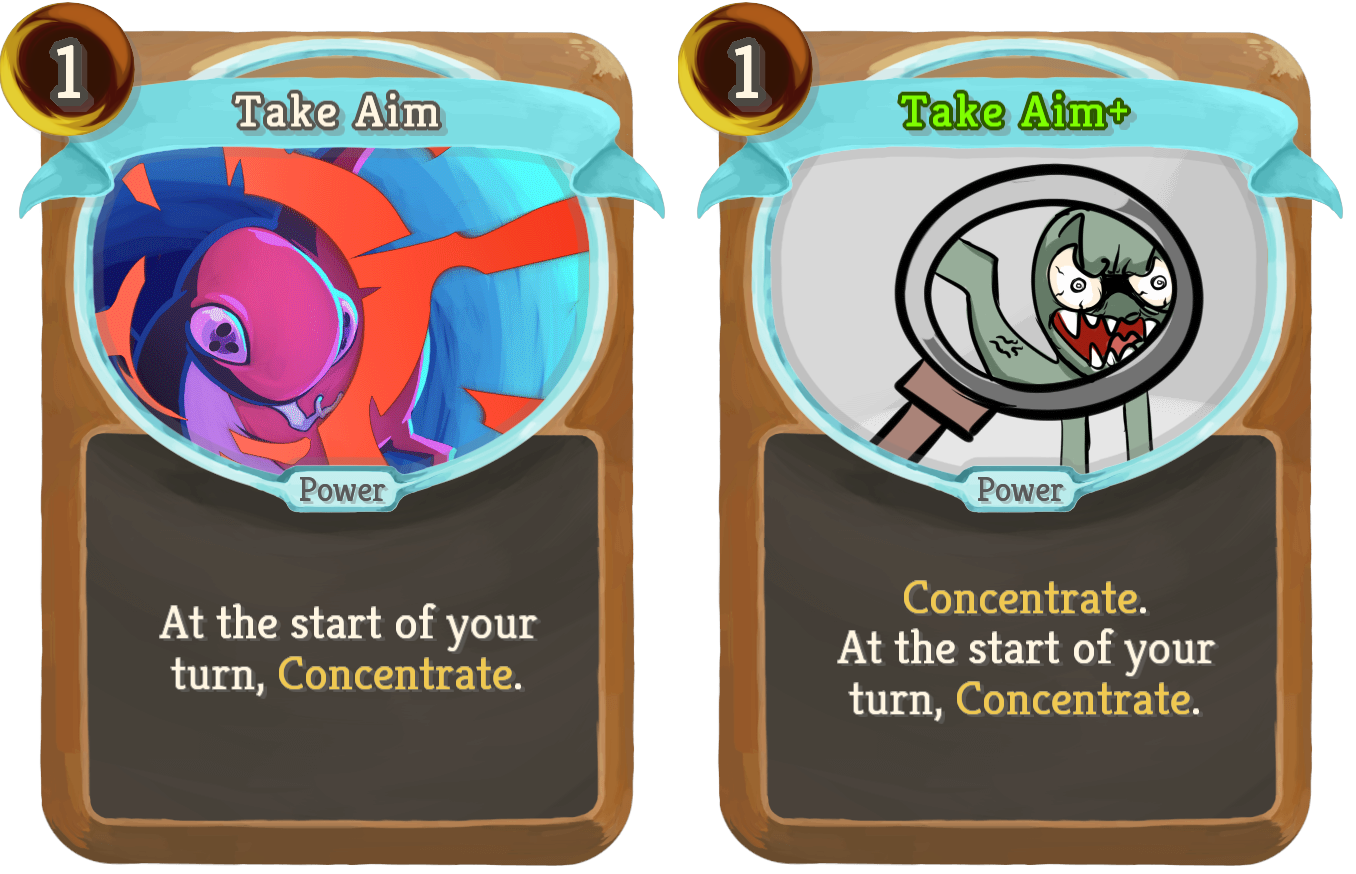 1
Take Aim
Power
At the start of your
turn, Concentrate.
1
Take Aim+
Power
Concentrate.
At the start of your
turn, Concentrate.